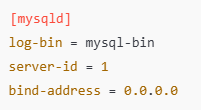 [mysqld]
log-bin = mysql-bin
server-id = 1
bind-address = 0.0.0.0